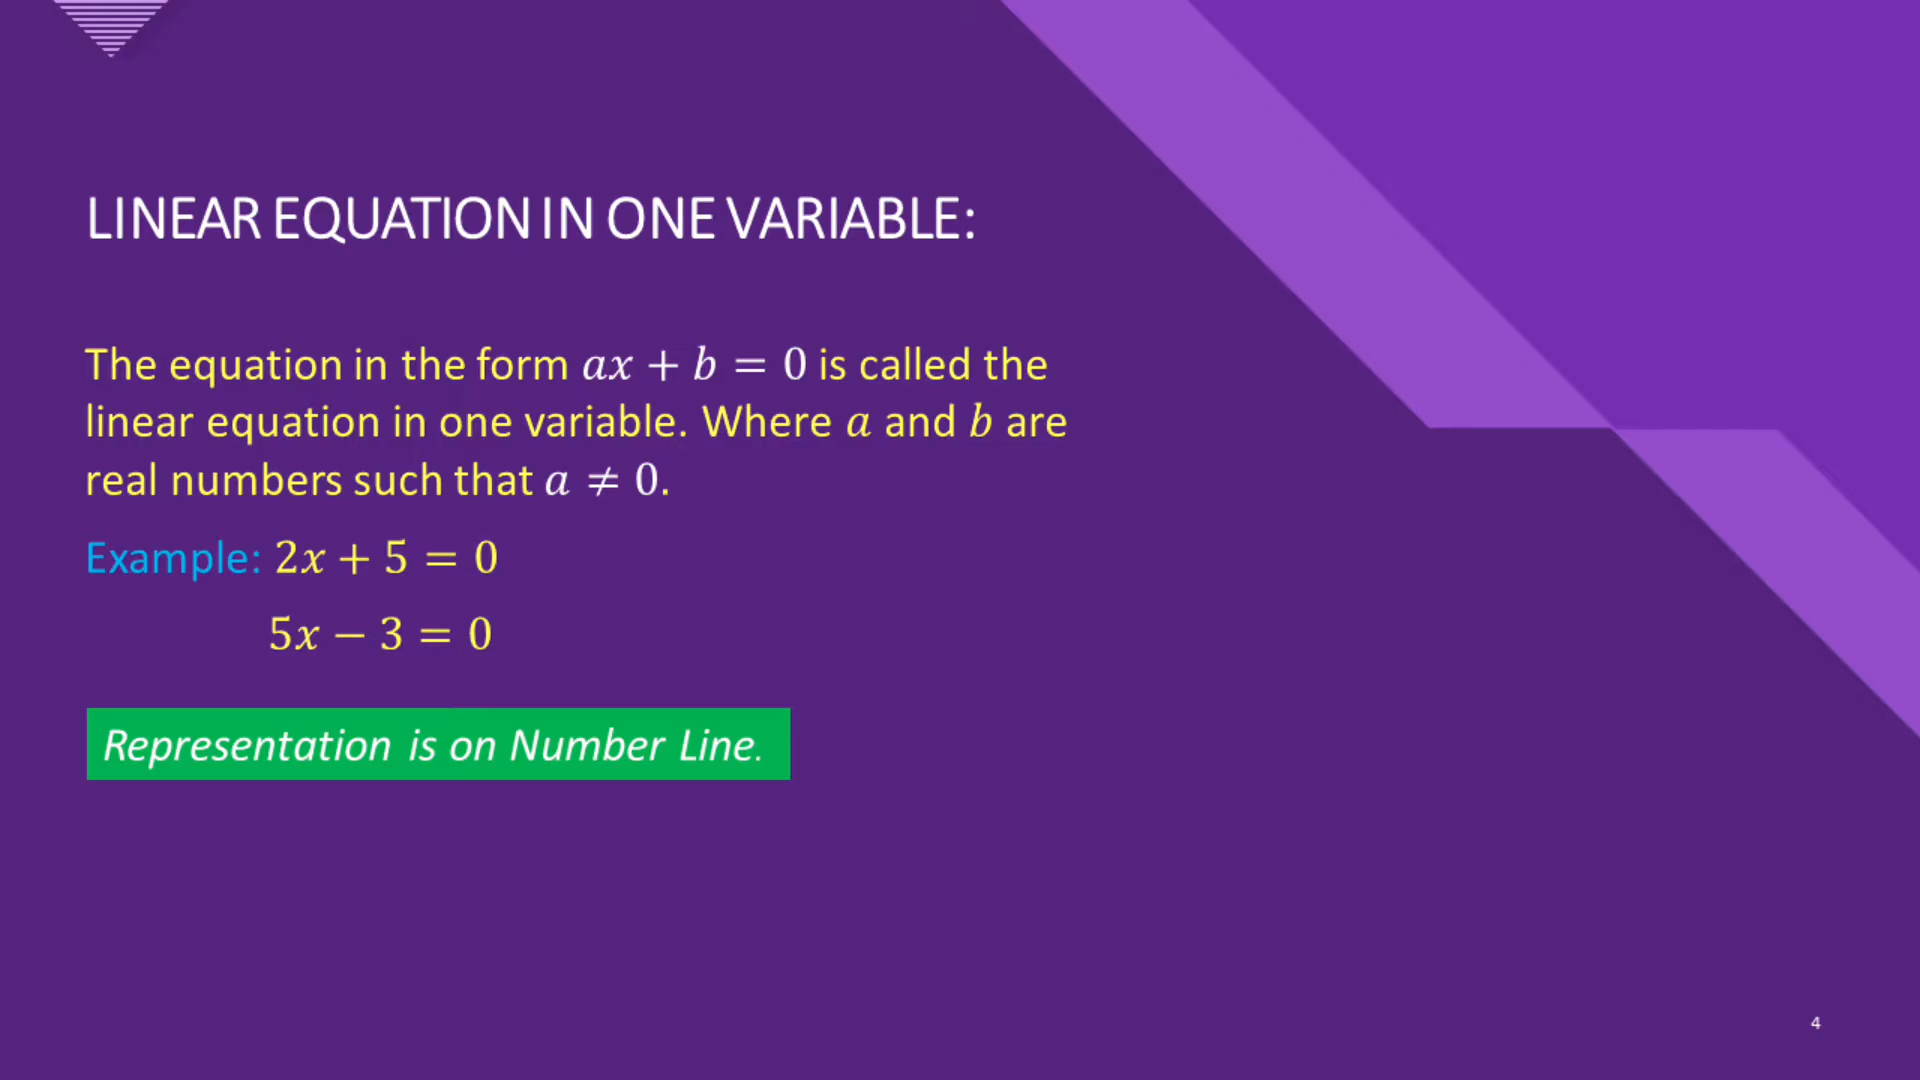 LINEAR EQUATION IN ONE VARIABLE:
The equation in the form ax + b = 0 is called the
linear equation in one variable. Where a and b are
real numbers such that a ≠ 0.
Example: 2x + 5 = 0
5x − 3 = 0
Representation is on Number Line.
4